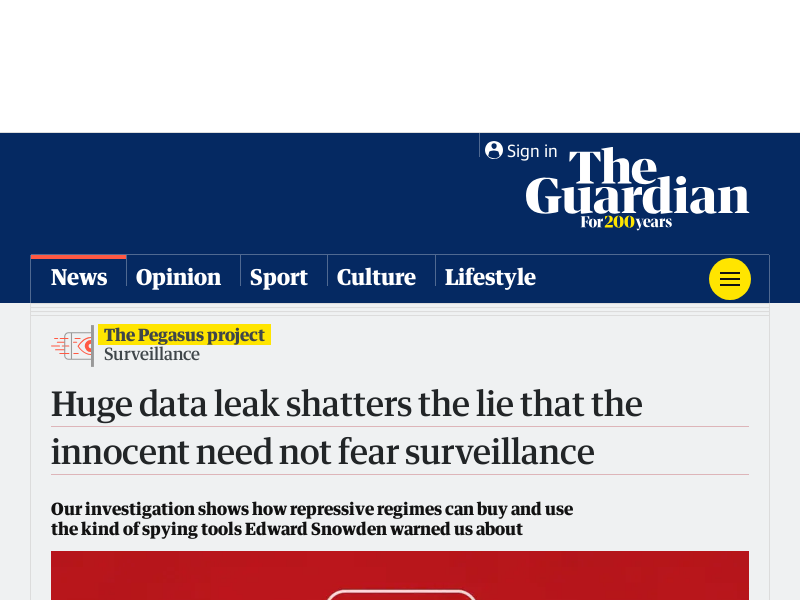 Sign in
The
Guardian
For 200 years
News Opinion Sport Culture Lifestyle
The Pegasus project
Surveillance
Huge data leak shatters the lie that the
innocent need not fear surveillance
Our investigation shows how repressive regimes can buy and use
the kind of spying tools Edward Snowden warned us about